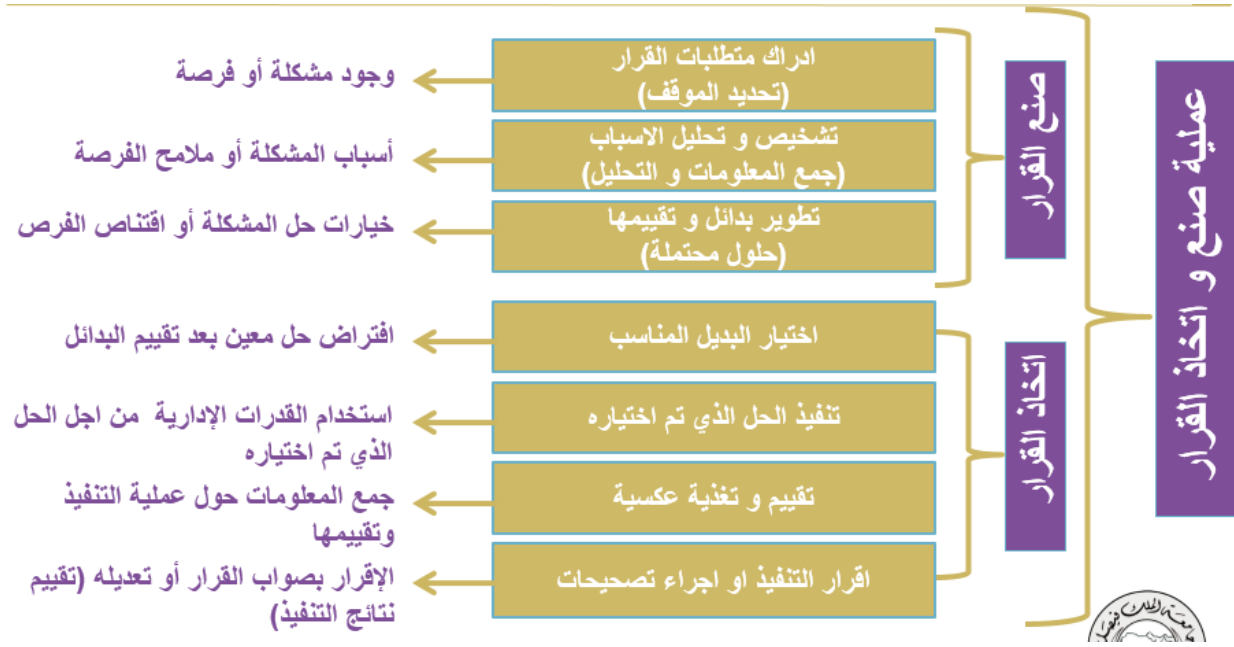 عملية صنع و اتخاذ القرار
صنع القرار
ادراك متطلبات القرار
(تحديد الموقف)
وجود مشكلة أو فرصة
تشخيص و تحليل الاسباب
(جمع المعلومات و التحليل)
أسباب المشكلة أو ملامح الفرصة
تطوير بدائل و تقييمها
(حلول محتملة)
خيارات حل المشكلة أو اقتناص الفرص
اتخاذ القرار
اختيار البديل المناسب
افتراض حل معين بعد تقييم البدائل
تنفيذ الحل الذي تم اختياره
استخدام القدرات الإدارية من اجل الحل
الذي تم اختياره
تقييم و تغذية عكسية
جمع المعلومات حول عملية التنفيذ
وتقييمها
اقرار التنفيذ او اجراء تصحيحات
الإقرار بصواب القرار أو تعديله (تقييم
نتائج التنفيذ)
جامعة الملك فيصل